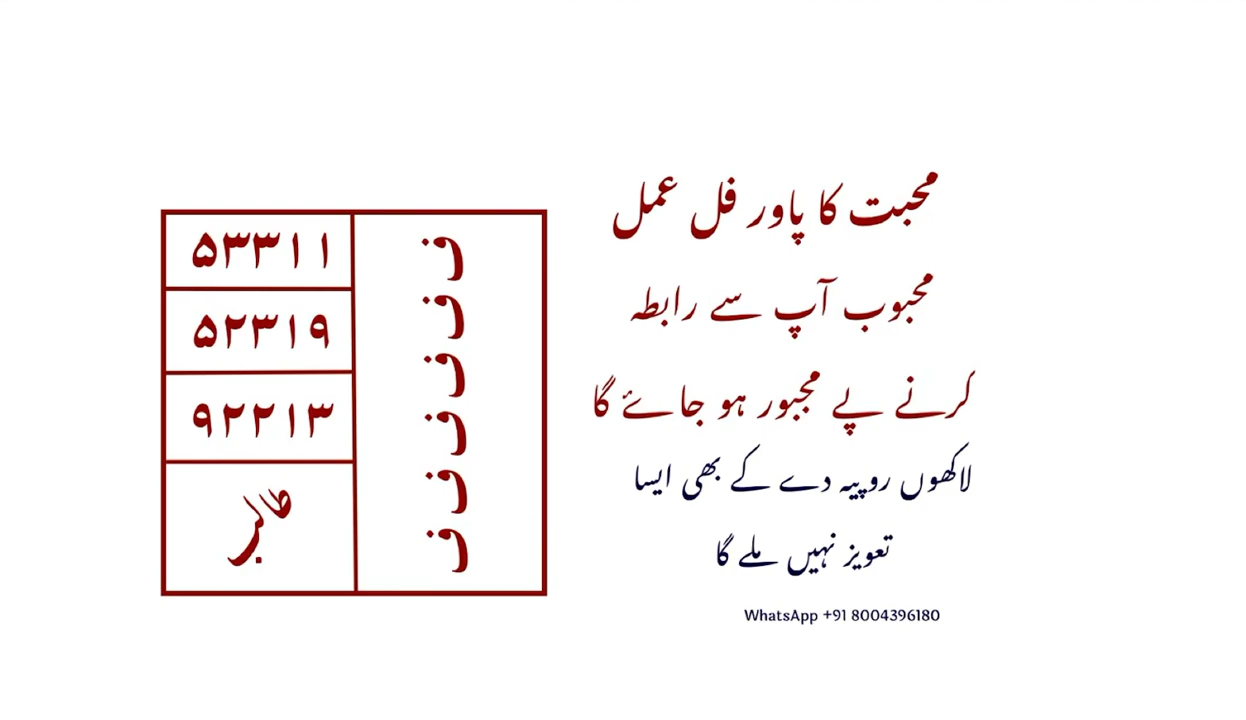 محبت کا پاور فل عمل
محبوب آپ سے رابطہ
کرنے پے مجبور ہو جائے گا
لاکھوں روپیہ دے کے بھی ایسا
تعویز نہیں ملے گا
WhatsApp +91 8004396180
ف
ف
ف
ف
ف
ف
۵۳۳۱۱
۵۲۳۱۹
۹۲۲۱۳
طالب